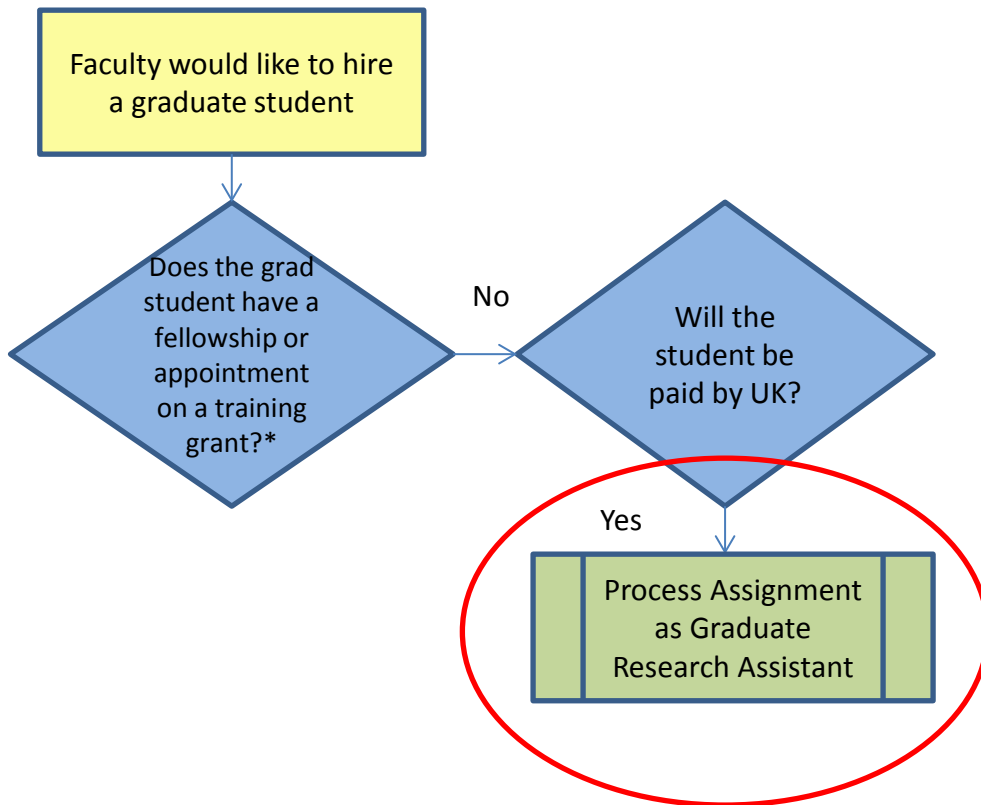 Faculty would like to hire
a graduate student
Does the grad
student have a
fellowship or
appointment
on a training
grant?*
No
Will the
student be
paid by UK?
Yes
Process Assignment
as Graduate
Research Assistant